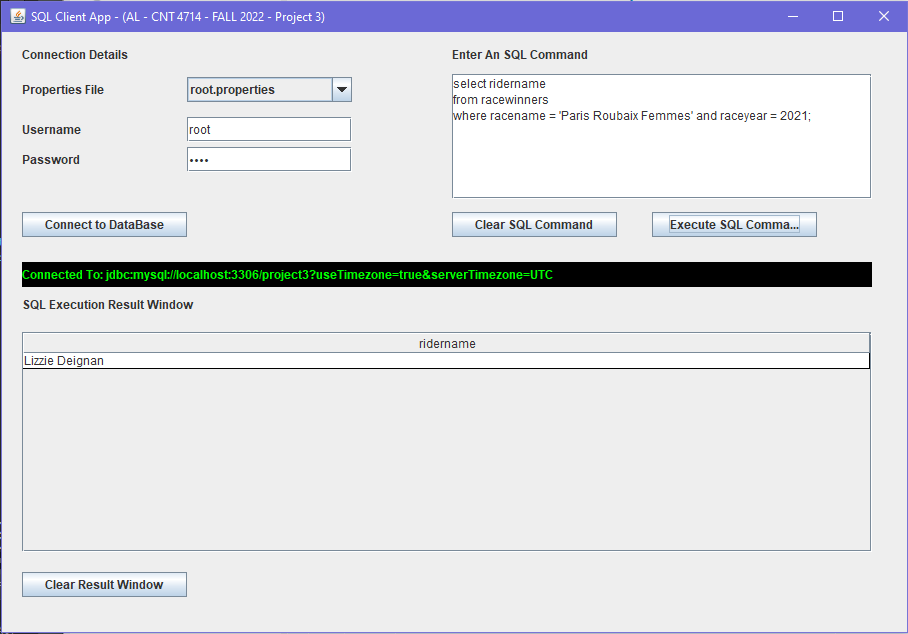 SQL Client App - (AL - CNT 4714 - FALL 2022 - Project 3)
Connection Details
Properties File
root.properties
Username
root
Password
••••
Connect to DataBase
Enter An SQL Command
select ridername
from racewinners
where racename = 'Paris Roubaix Femmes' and raceyear = 2021;
Clear SQL Command
Execute SQL Comma...
Connected To: jdbc:mysql://localhost:3306/project3?useTimezone=true&serverTimezone=UTC
SQL Execution Result Window
ridername
Lizzie Deignan
Clear Result Window